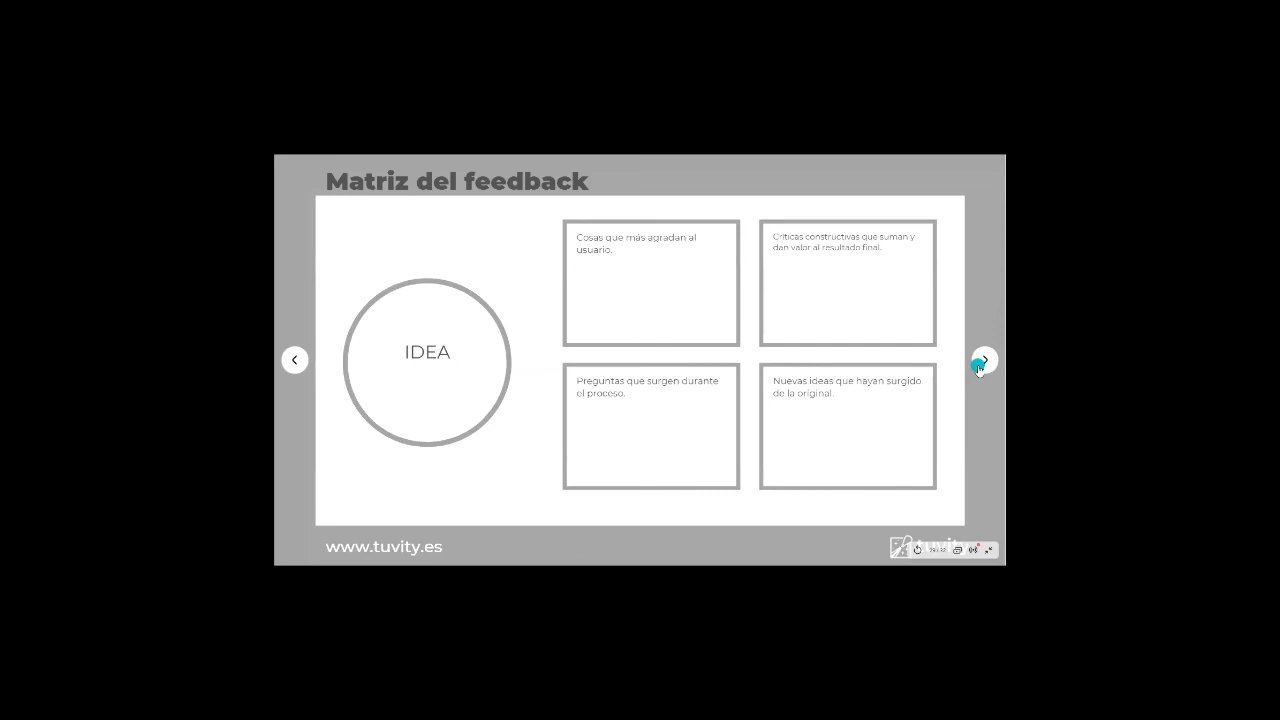 Matriz del feedback
IDEA
Cosas que más agradan al
usuario.
Críticas constructivas que suman y
dan valor al resultado final.
Preguntas que surgen durante
el proceso.
Nuevas ideas que hayan surgido
de la original.
www.tuvity.es
tuvity